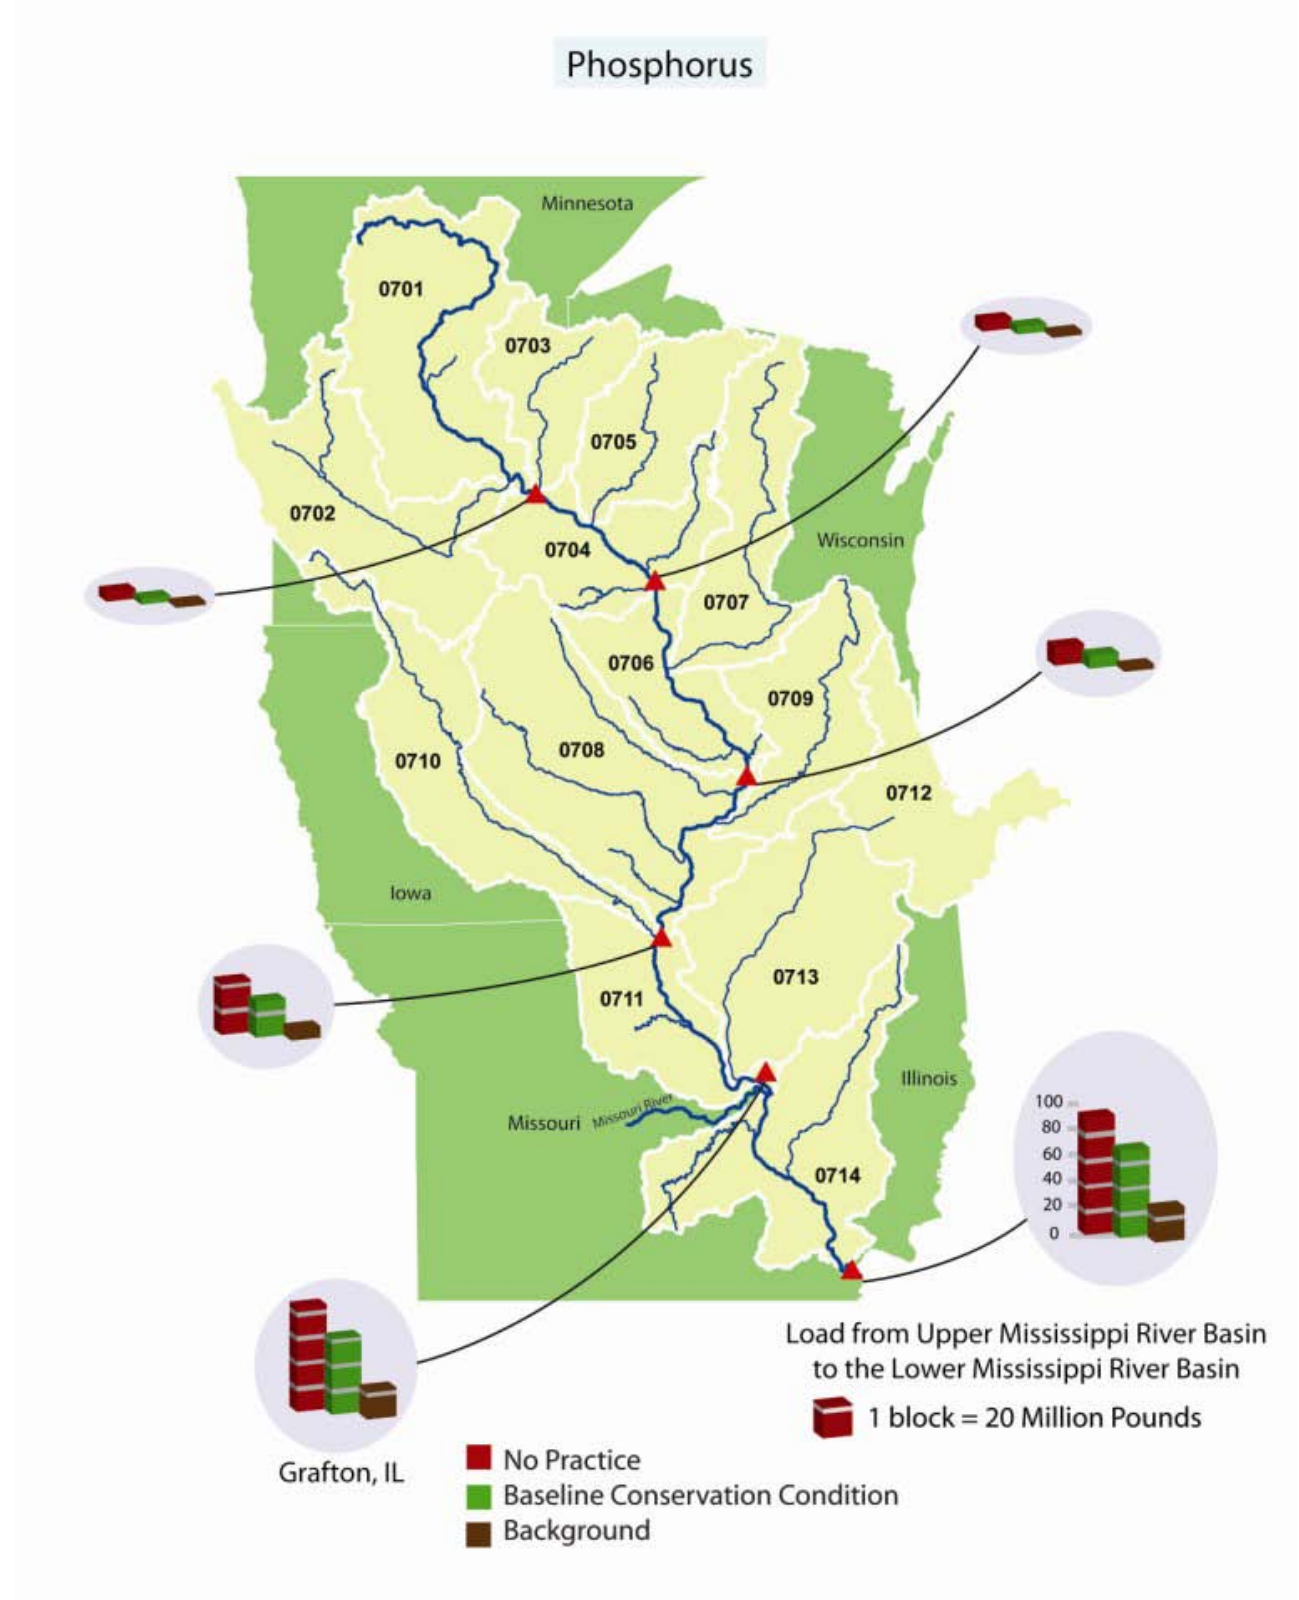 Phosphorus
Minnesota
0701
0703
0705
0702
Wisconsin
0704
0707
0706
0709
0708
0710
0712
Iowa
0713
0711
Illinois
Missouri
Missouri River
100
80
60
40
20
0
0714
Load from Upper Mississippi River Basin
to the Lower Mississippi River Basin
1 block = 20 Million Pounds
Grafton, IL
No Practice
Baseline Conservation Condition
Background